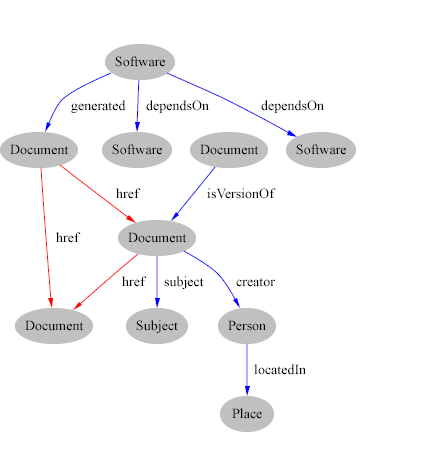 Software
generated
dependsOn
dependsOn
Document
Software
Document
Software
href
isVersionOf
href
Document
href
subject
creator
Document
Subject
Person
locatedIn
Place